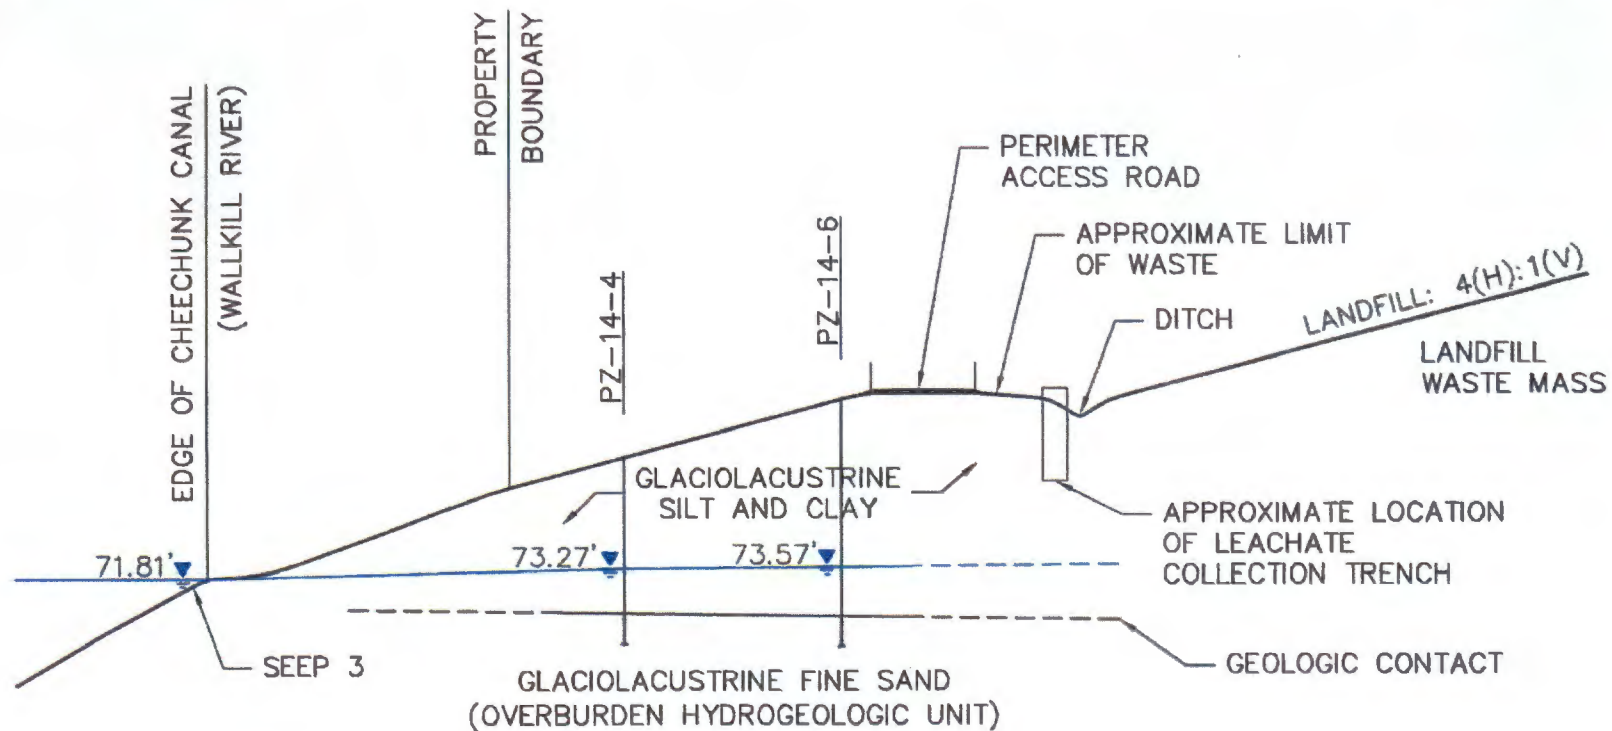 EDGE OF CHEECHUNK CANAL
(WALLKILL RIVER)
PROPERTY
BOUNDARY
PZ-14-4
PZ-14-6
PERIMETER
ACCESS ROAD
APPROXIMATE LIMIT
OF WASTE
DITCH
LANDFILL: 4(H):1(V)
LANDFILL
WASTE MASS
GLACIOLACUSTRINE
SILT AND CLAY
APPROXIMATE LOCATION
OF LEACHATE
COLLECTION TRENCH
71.81'
73.27'
73.57'
SEEP 3
GEOLOGIC CONTACT
GLACIOLACUSTRINE FINE SAND
(OVERBURDEN HYDROGEOLOGIC UNIT)